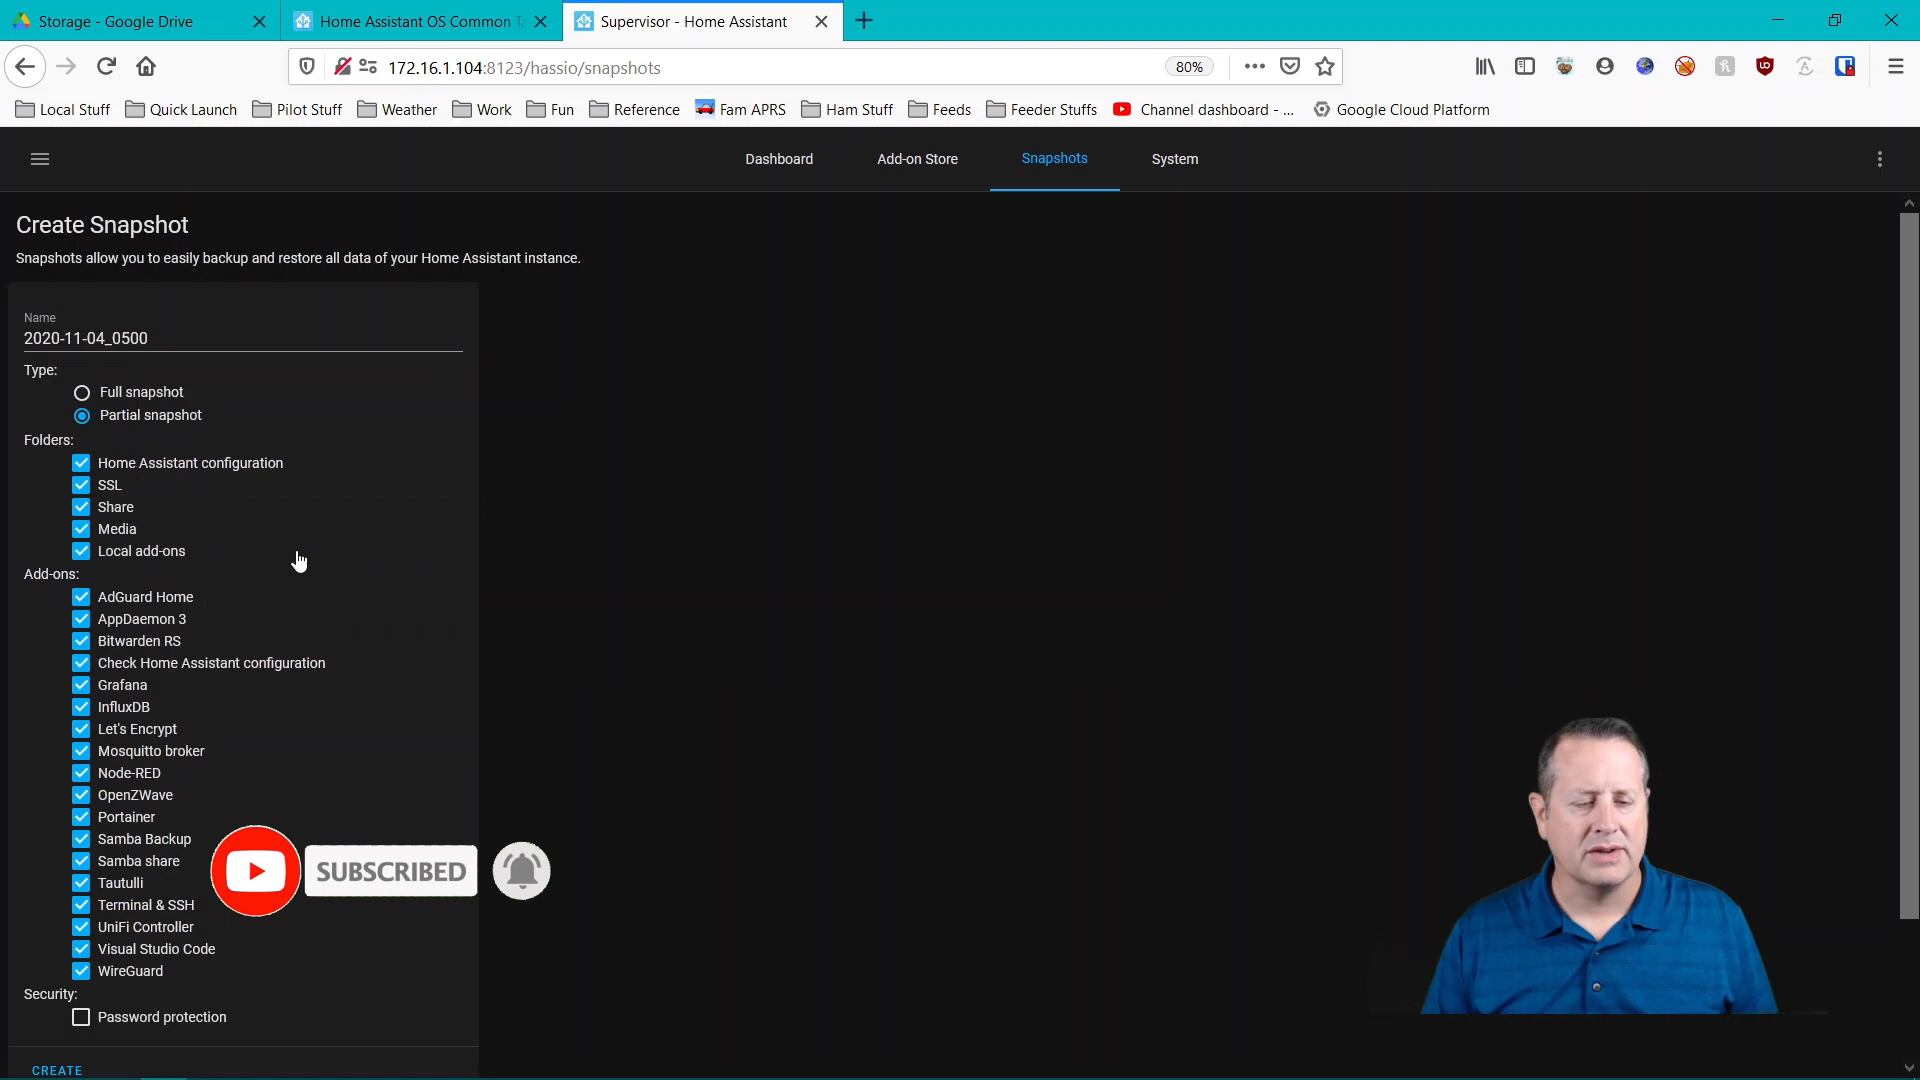 Storage - Google Drive
Home Assistant OS Common Ta
Supervisor - Home Assistant
172.16.1.104:8123/hassio/snapshots
80%
Local Stuff
Quick Launch
Pilot Stuff
Weather
Work
Fun
Reference
Fam APRS
Ham Stuff
Feeds
Feeder Stuffs
Channel dashboard - ...
Google Cloud Platform
Dashboard
Add-on Store
Snapshots
System
Create Snapshot
Snapshots allow you to easily backup and restore all data of your Home Assistant instance.
Name
2020-11-04_0500
Type:
Full snapshot
Partial snapshot
Folders:
Home Assistant configuration
SSL
Share
Media
Local add-ons
Add-ons:
AdGuard Home
AppDaemon 3
Bitwarden RS
Check Home Assistant configuration
Grafana
InfluxDB
Let's Encrypt
Mosquitto broker
Node-RED
OpenZWave
Portainer
Samba Backup
Samba share
Tautulli
Terminal & SSH
UniFi Controller
Visual Studio Code
WireGuard
SUBSCRIBED
Security:
Password protection
CREATE